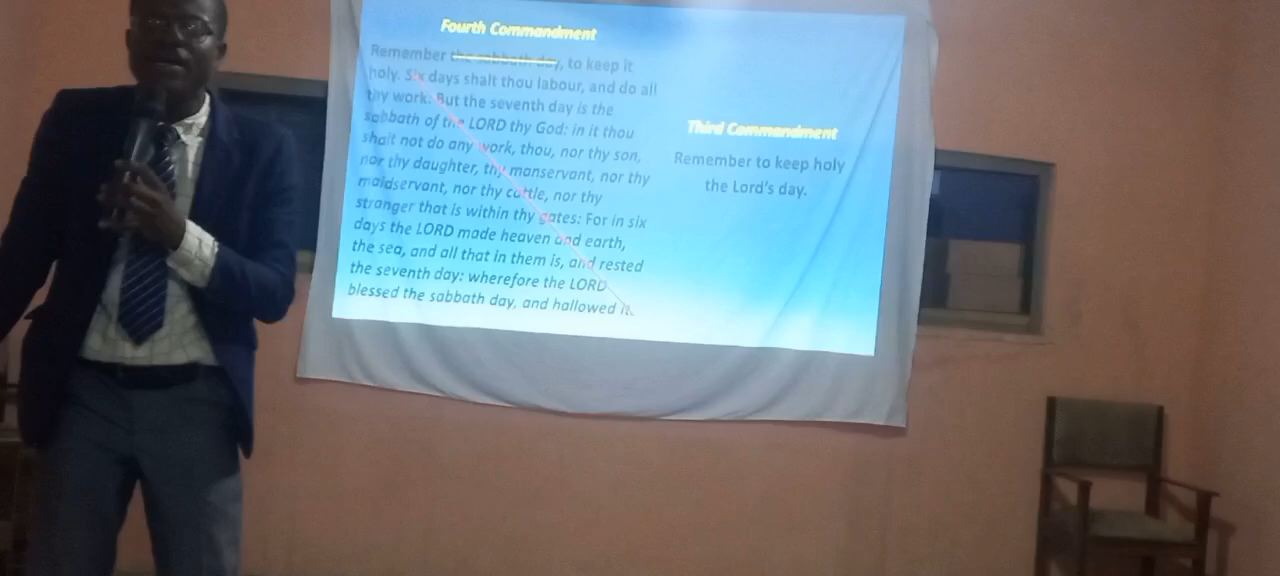 Fourth Commandment
Remember the sabbath day, to keep it
holy. Six days shalt thou labour, and do all
thy work: But the seventh day is the
sabbath of the LORD thy God: in it thou
shalt not do any work, thou, nor thy son,
nor thy daughter, thy manservant, nor thy
maidservant, nor thy cattle, nor thy
stranger that is within thy gates: For in six
days the LORD made heaven and earth,
the sea, and all that in them is, and rested
the seventh day: wherefore the LORD
blessed the sabbath day, and hallowed it.
Third Commandment
Remember to keep holy
the Lord's day.